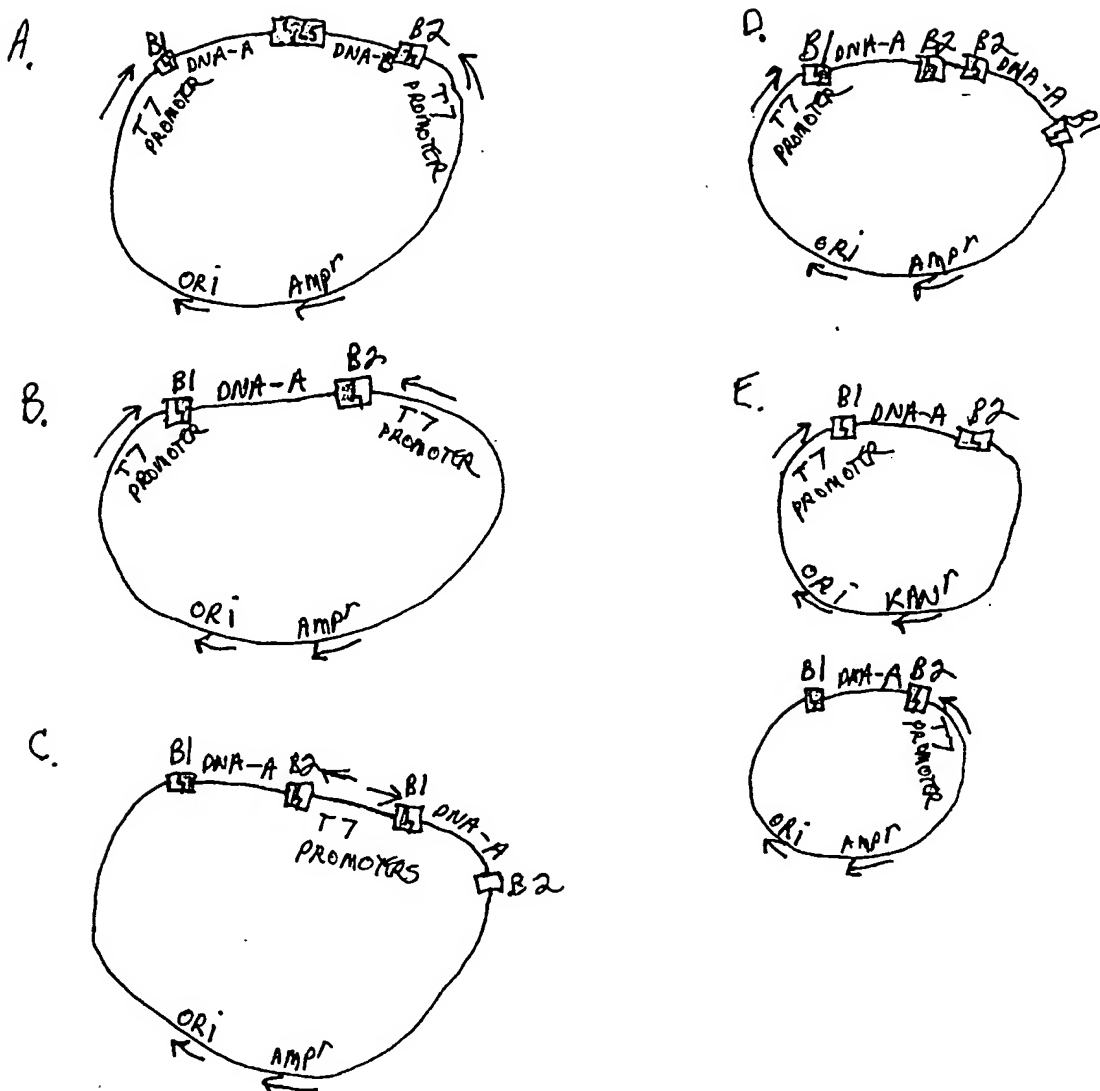 A.
B1
DNA-A
DNA-B
B2
T7
PROMOTER
T7
PROMOTER
ORi
Ampr
B.
B1
DNA-A
B2
T7
PROMOTER
T7
PROMOTER
ORi
Ampr
C.
B1
DNA-A
B2
B1
DNA-A
B2
T7
PROMOTERS
ORi
Ampr
D.
B1
DNA-A
B2
B2
DNA-A
B1
T7
PROMOTER
ORi
AMPr
E.
B1
DNA-A
B2
T7
PROMOTER
ORi
KANr
B1
DNA-A
B2
T7
PROMOTER
ORi
AMPr